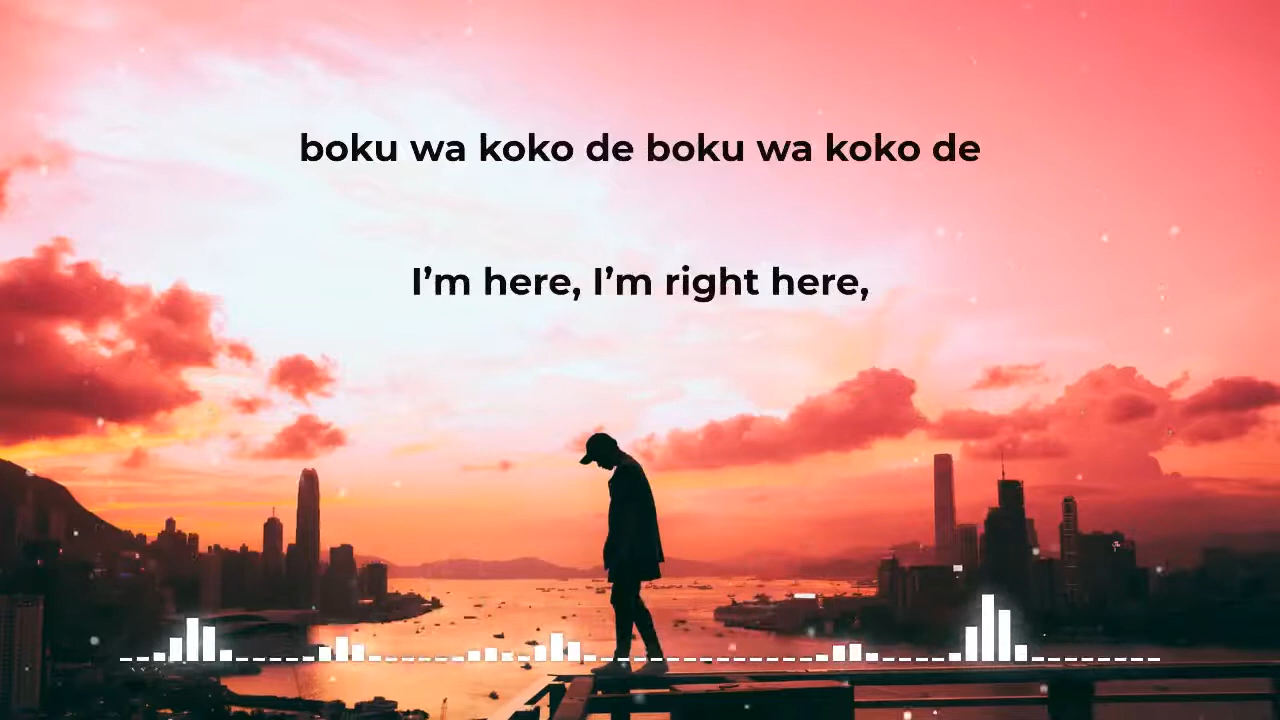 boku wa koko de boku wa koko de
I’m here, I’m right here,